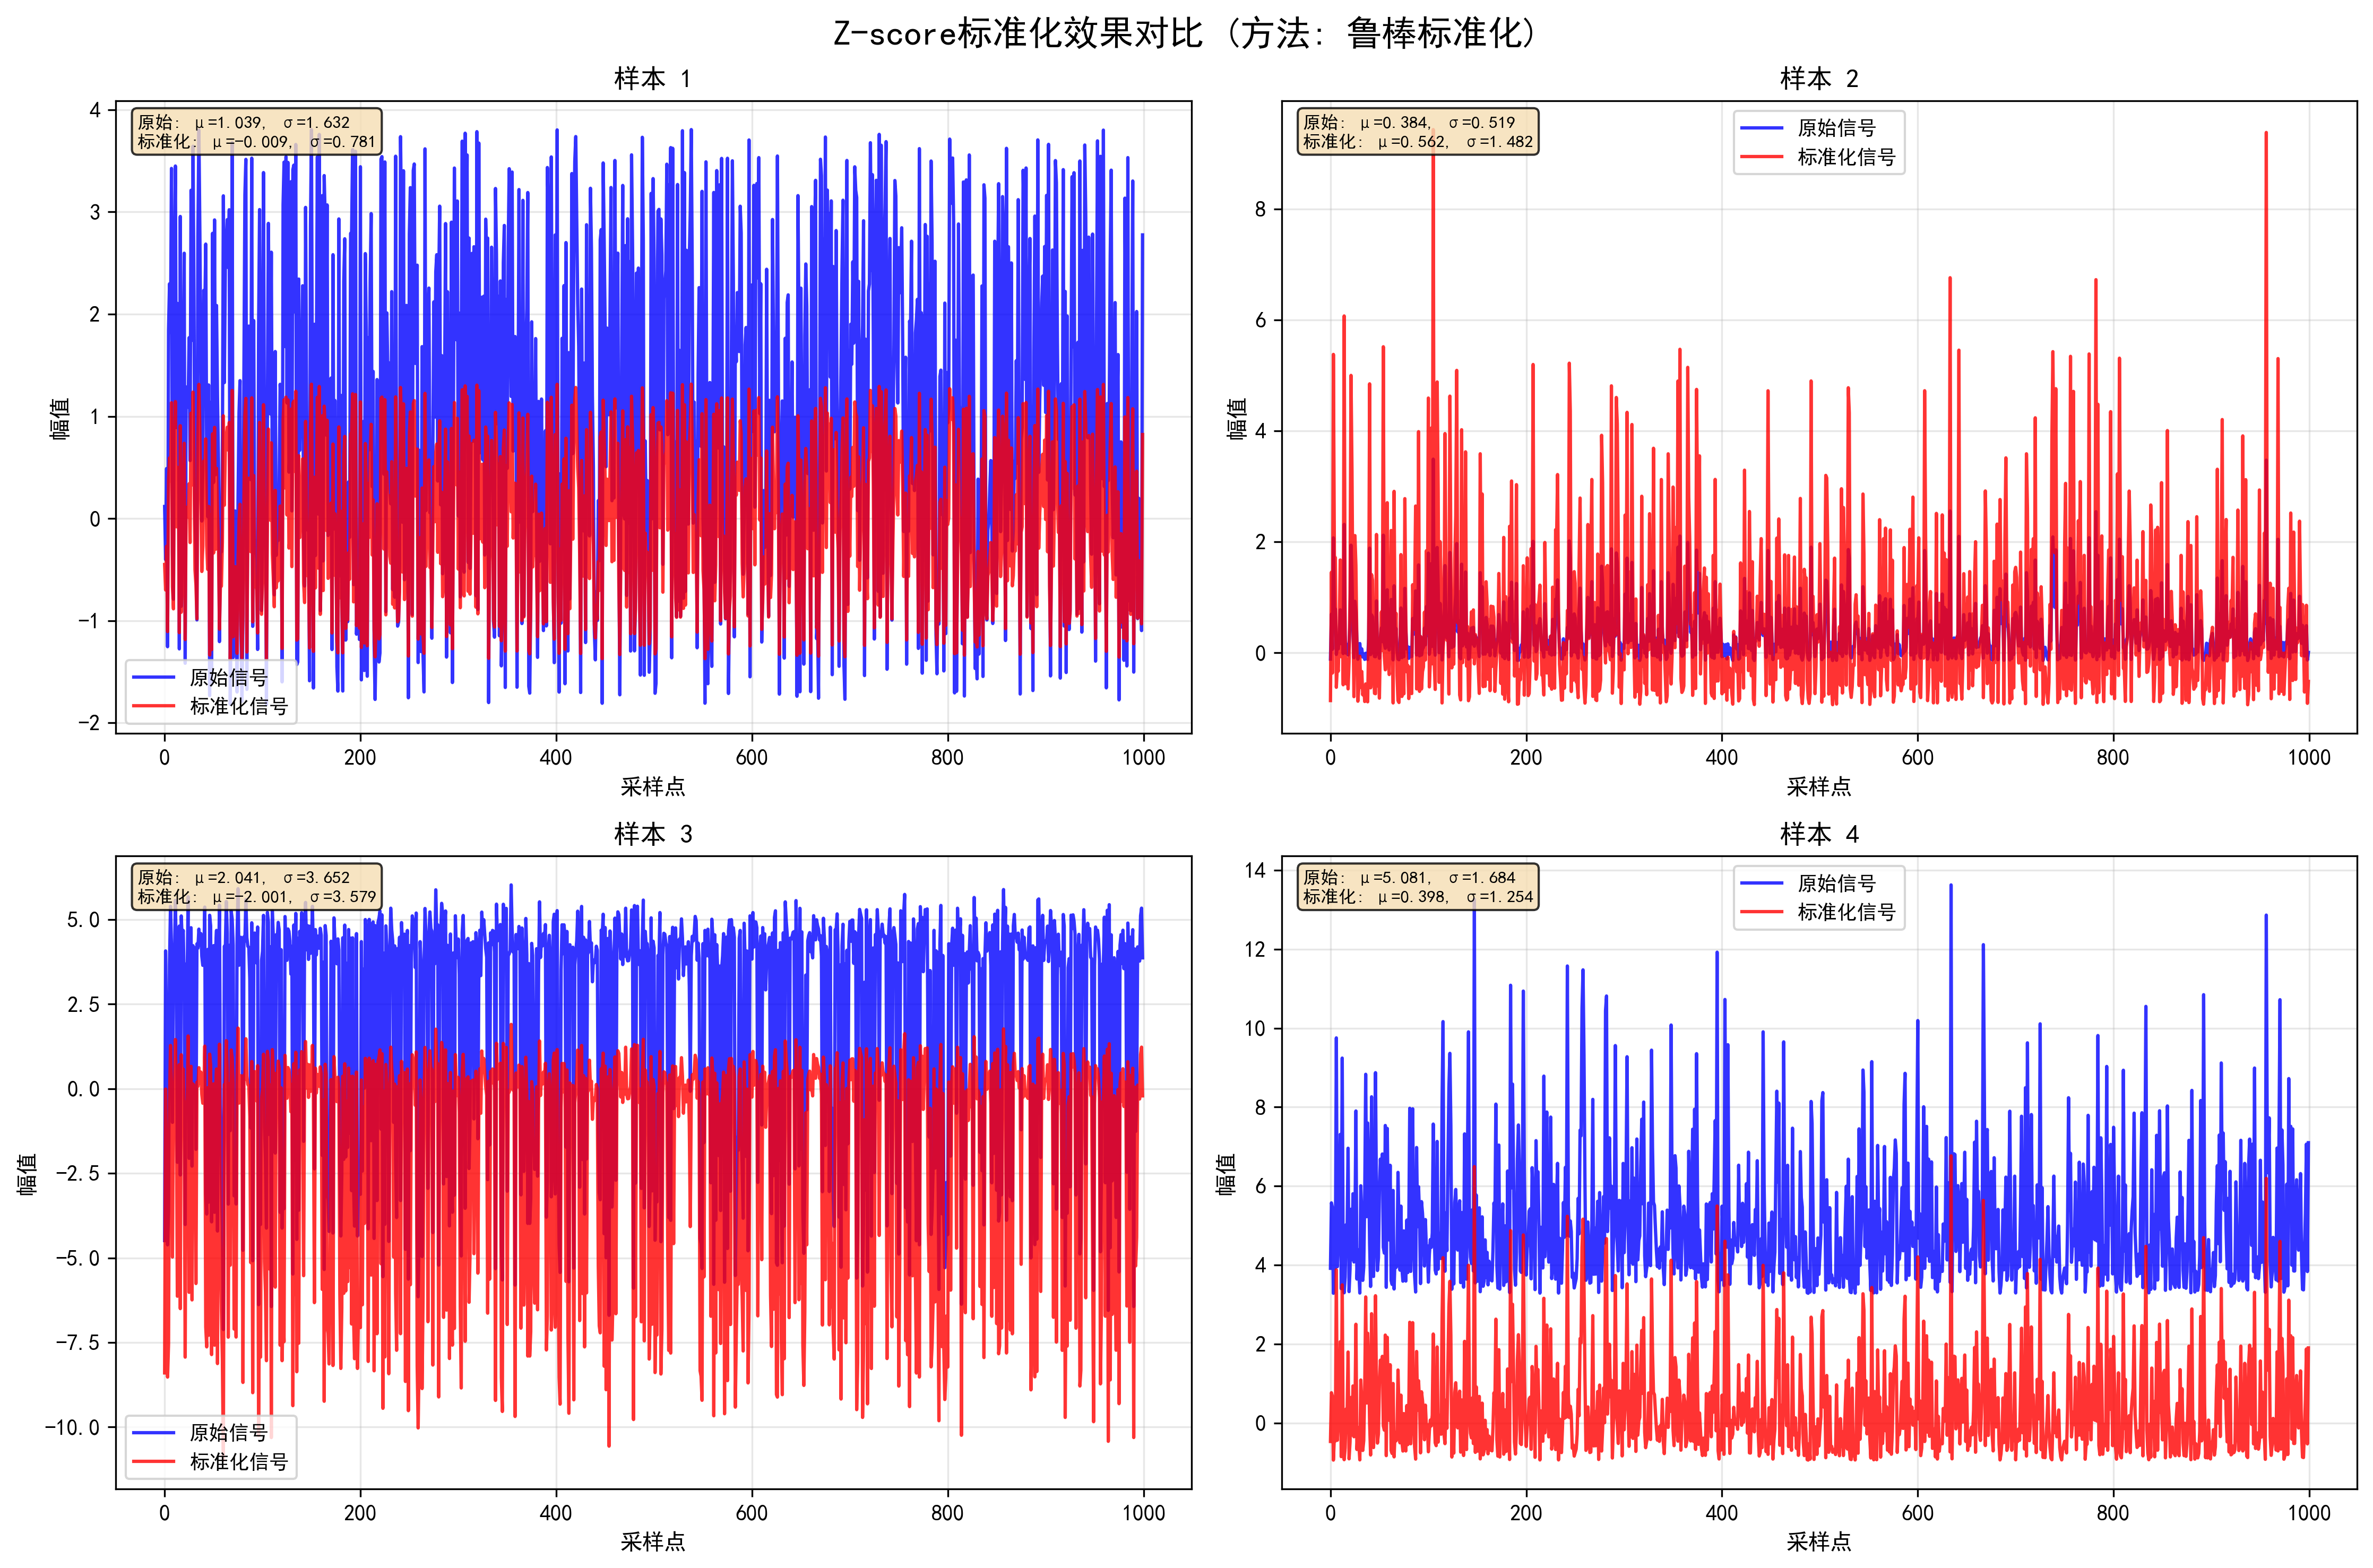 Z-score标准化效果对比 (方法: 鲁棒标准化)
样本 1
原始: μ=1.039, σ=1.632
标准化: μ=-0.009, σ=0.781
4
3
2
1
0
-1
-2
幅值
原始信号
标准化信号
0 200 400 600 800 1000
采样点
样本 2
原始: μ=0.384, σ=0.519
标准化: μ=0.562, σ=1.482
原始信号
标准化信号
8
6
4
2
0
幅值
0 200 400 600 800 1000
采样点
样本 3
原始: μ=2.041, σ=3.652
标准化: μ=-2.001, σ=3.579
5.0
2.5
0.0
-2.5
-5.0
-7.5
-10.0
幅值
原始信号
标准化信号
0 200 400 600 800 1000
采样点
样本 4
原始: μ=5.081, σ=1.684
标准化: μ=0.398, σ=1.254
原始信号
标准化信号
14
12
10
8
6
4
2
0
幅值
0 200 400 600 800 1000
采样点